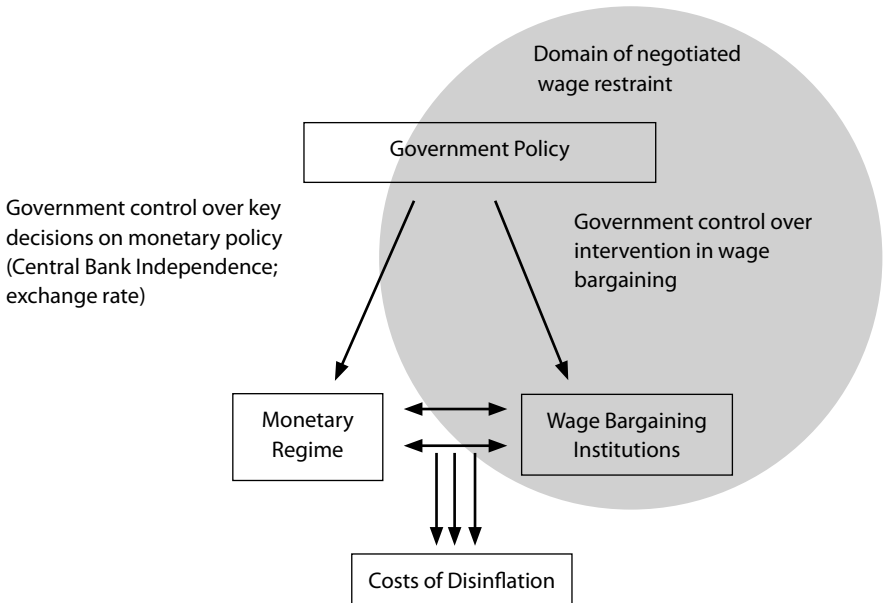 Domain of negotiated
wage restraint
Government Policy
Government control over key
decisions on monetary policy
(Central Bank Independence;
exchange rate)
Government control over
intervention in wage
bargaining
Monetary
Regime
Wage Bargaining
Institutions
Costs of Disinflation